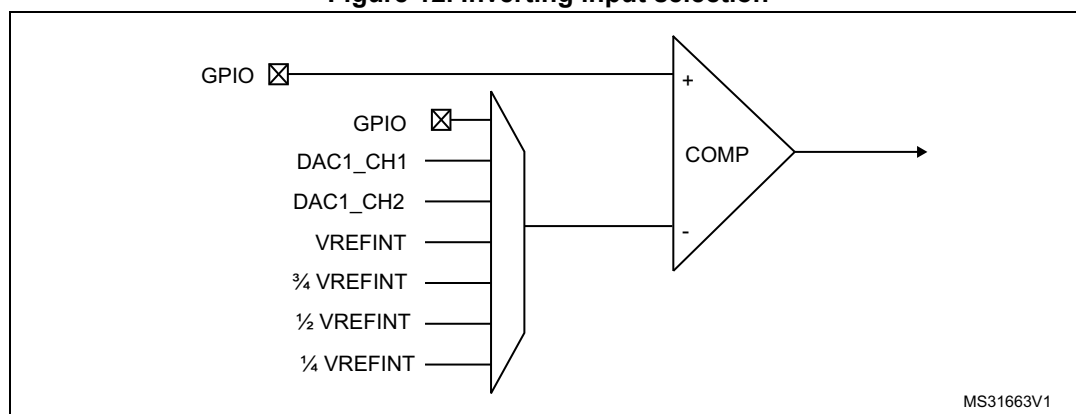 Figure 12. Inverting input selection
GPIO
+
GPIO
DAC1_CH1
COMP
DAC1_CH2
VREFINT
-
¾ VREFINT
½ VREFINT
¼ VREFINT
MS31663V1